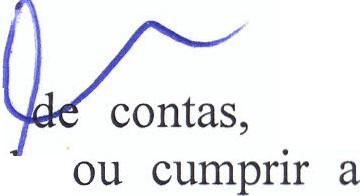 de contas,
ou cumprir a